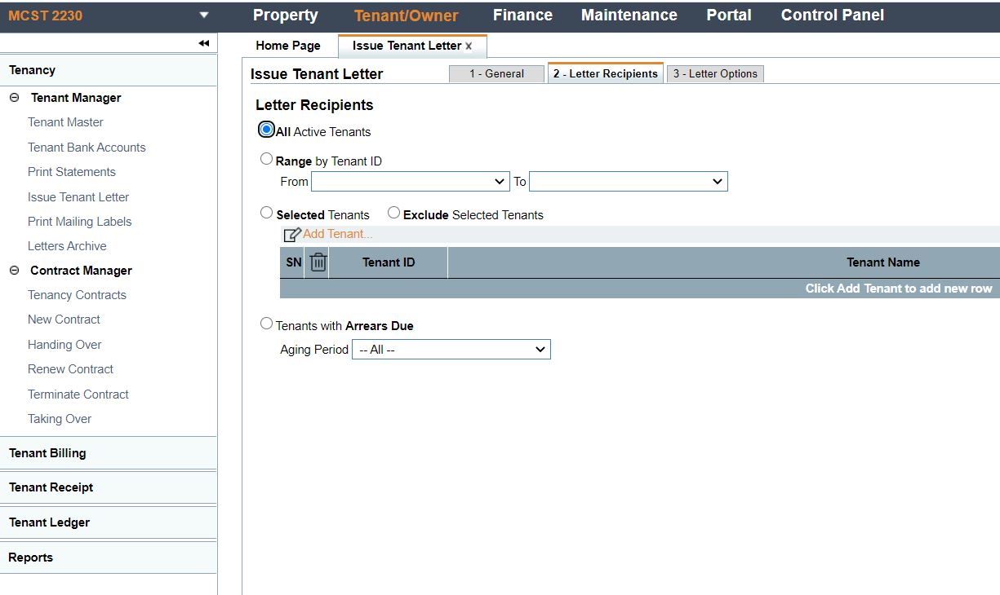 MCST 2230
Property Tenant/Owner Finance Maintenance Portal Control Panel
Home Page Issue Tenant Letter x
Tenancy
Tenant Manager
Tenant Master
Tenant Bank Accounts
Print Statements
Issue Tenant Letter
Print Mailing Labels
Letters Archive
Contract Manager
Tenancy Contracts
New Contract
Handing Over
Renew Contract
Terminate Contract
Taking Over
Tenant Billing
Tenant Receipt
Tenant Ledger
Reports
Issue Tenant Letter 1 - General 2 - Letter Recipients 3 - Letter Options
Letter Recipients
All Active Tenants
Range by Tenant ID
From To
Selected Tenants Exclude Selected Tenants
Add Tenant...
SN Tenant ID Tenant Name
Click Add Tenant to add new row
Tenants with Arrears Due
Aging Period -- All --